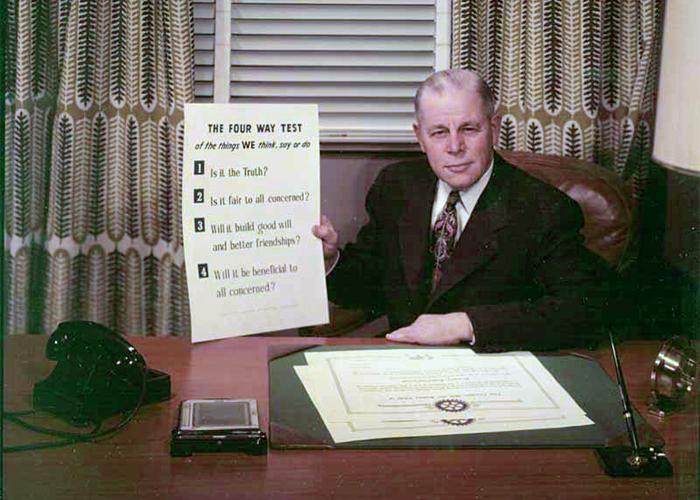 THE FOUR WAY TEST
of the things WE think, say or do
1 Is it the Truth?
2 Is it fair to all concerned?
3 Will it build good will
and better friendships?
4 Will it be beneficial to
all concerned?